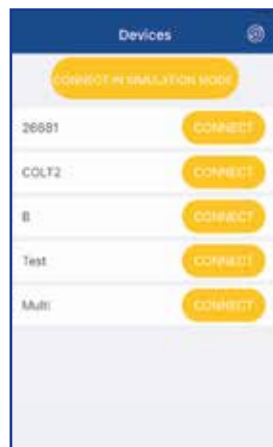 Devices
CONNECT IN SIMULATION MODE
26681 CONNECT
COLT2 CONNECT
B CONNECT
Test CONNECT
Multi CONNECT